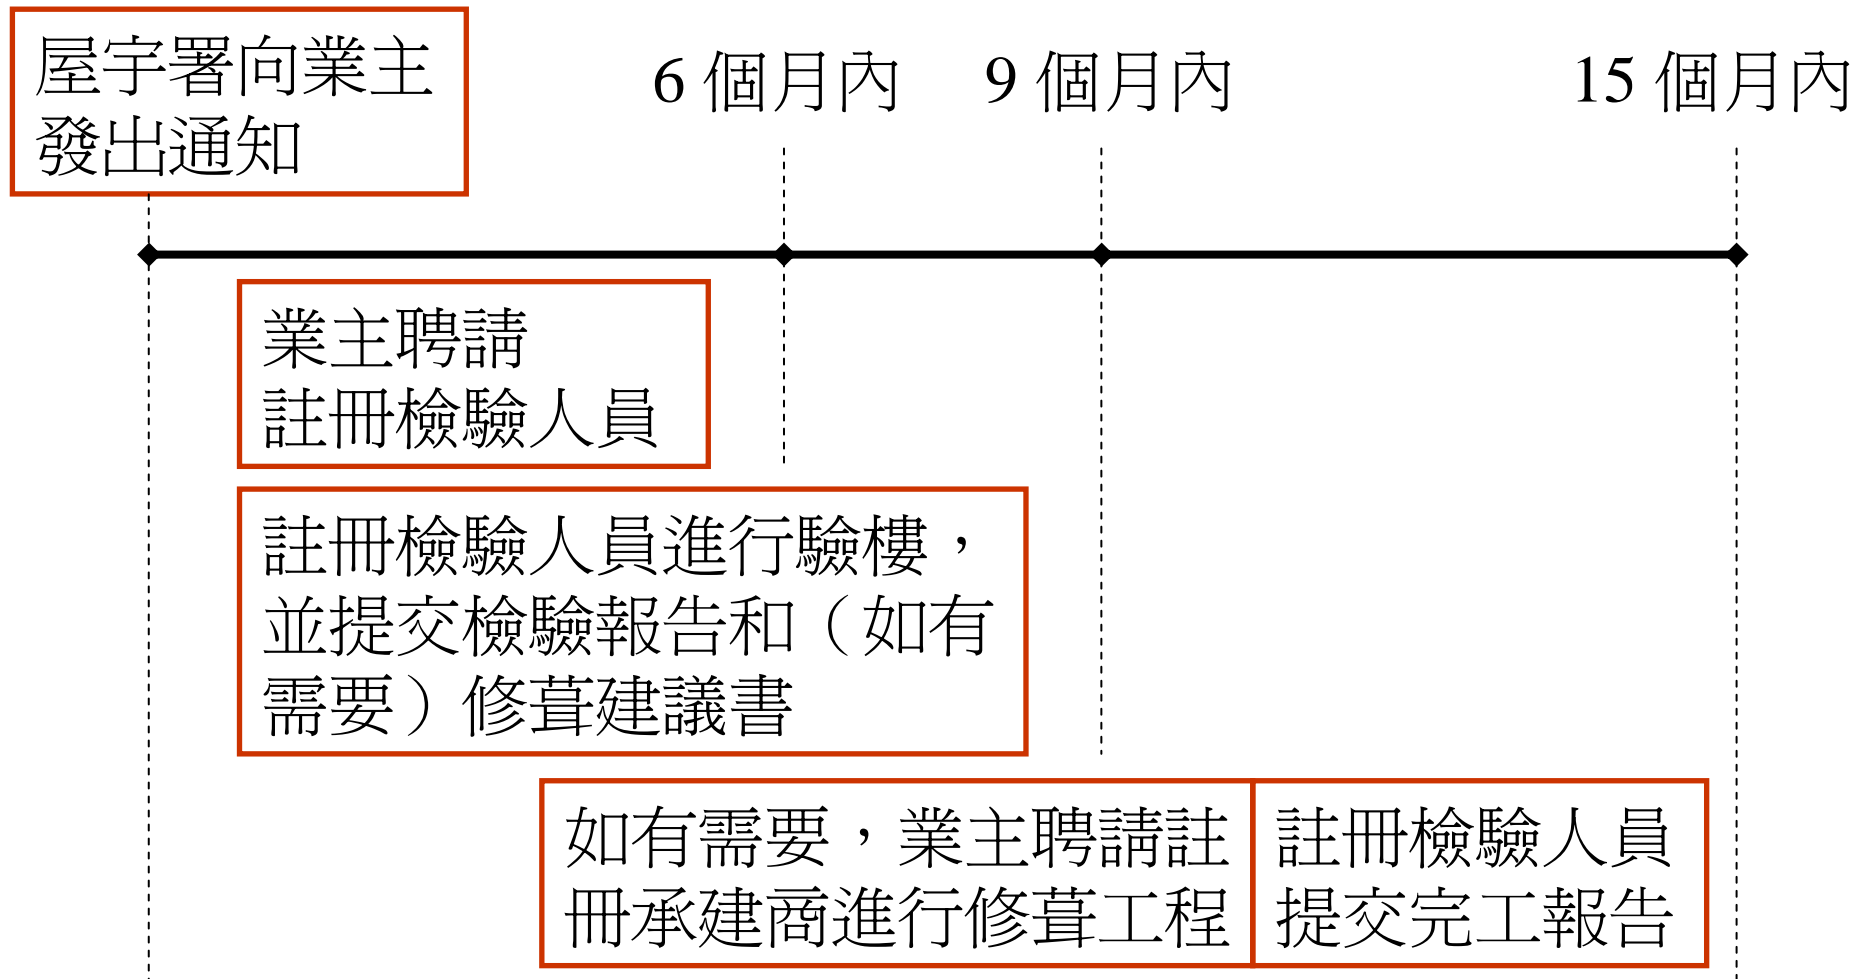 屋宇署向業主
發出通知
6 個月內
9 個月內
15 個月內
業主聘請
註冊檢驗人員
註冊檢驗人員進行驗樓，
並提交檢驗報告和（如有
需要）修葺建議書
如有需要，業主聘請註
冊承建商進行修葺工程
註冊檢驗人員
提交完工報告